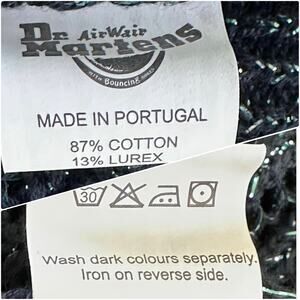 Dr. AirWair
Martens
WITH Bouncing SOLES
MADE IN PORTUGAL
87% COTTON
13% LUREX
30
Wash dark colours separately.
Iron on reverse side.